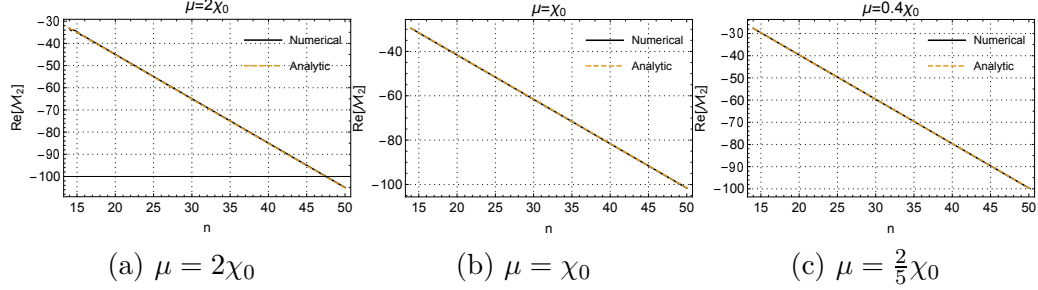 μ=2χ₀
Re[ℳ₂]
−30
−40
−50
−60
−70
−80
−90
−100
Numerical
Analytic
15 20 25 30 35 40 45 50
n
(a) μ = 2χ₀
μ=χ₀
Re[ℳ₂]
−40
−60
−80
−100
Numerical
Analytic
15 20 25 30 35 40 45 50
n
(b) μ = χ₀
μ=0.4χ₀
Re[ℳ₂]
−30
−40
−50
−60
−70
−80
−90
−100
Numerical
Analytic
15 20 25 30 35 40 45 50
n
(c) μ = 2/5 χ₀